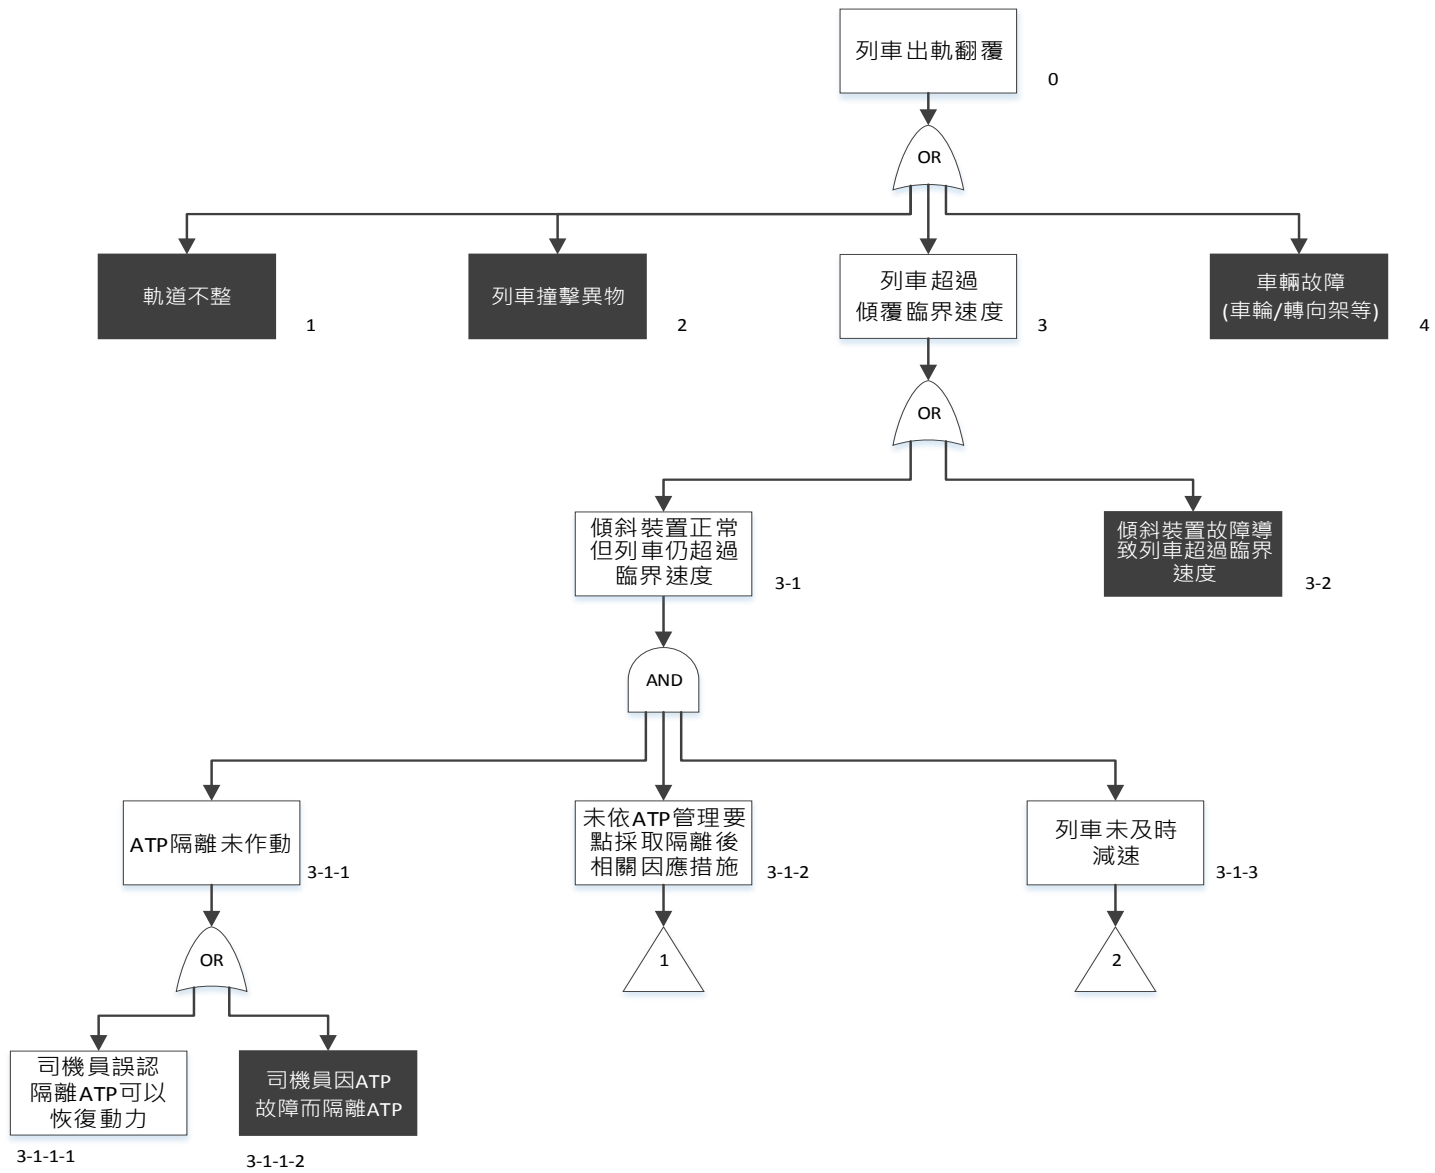 列車出軌翻覆
0
OR
軌道不整
1
列車撞擊異物
2
列車超過
傾覆臨界速度
3
車輛故障
(車輪/轉向架等)
4
OR
傾斜裝置正常
但列車仍超過
臨界速度
3-1
傾斜裝置故障導
致列車超過臨界
速度
3-2
AND
ATP隔離未作動
3-1-1
未依ATP管理要
點採取隔離後
相關因應措施
3-1-2
列車未及時
減速
3-1-3
OR
1
2
司機員誤認
隔離ATP可以
恢復動力
3-1-1-1
司機員因ATP
故障而隔離ATP
3-1-1-2